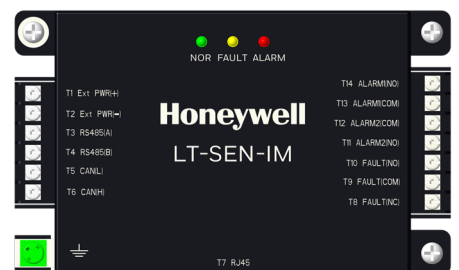 NOR FAULT ALARM
T1 Ext PWR(+)
T2 Ext PWR(-)
T3 RS485(A)
T4 RS485(B)
T5 CAN(L)
T6 CAN(H)
Honeywell
LT-SEN-IM
T14 ALARM1(NO)
T13 ALARM1(COM)
T12 ALARM2(COM)
T11 ALARM2(NO)
T10 FAULT(NO)
T9 FAULT(COM)
T8 FAULT(NC)
T7 RJ45